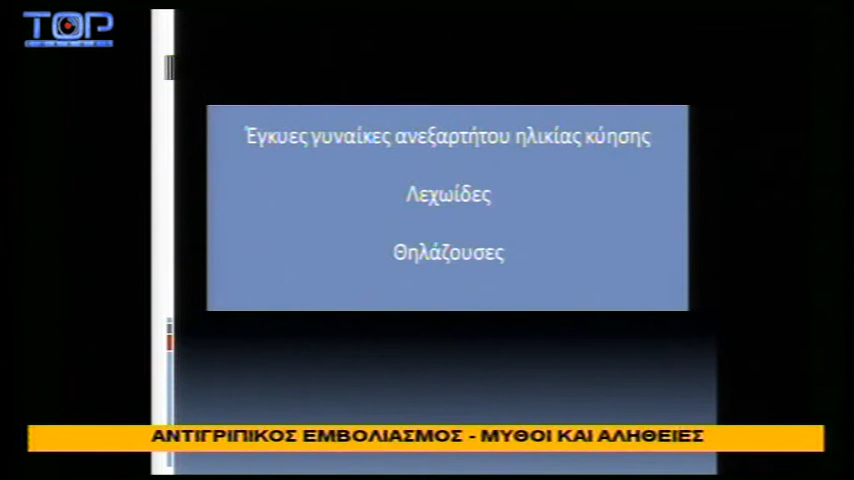 TOP
Έγκυες γυναίκες ανεξαρτήτου ηλικίας κύησης
Λεχωίδες
Θηλάζουσες
ΑΝΤΙΓΡΙΠΙΚΟΣ ΕΜΒΟΛΙΑΣΜΟΣ - ΜΥΘΟΙ ΚΑΙ ΑΛΗΘΕΙΕΣ